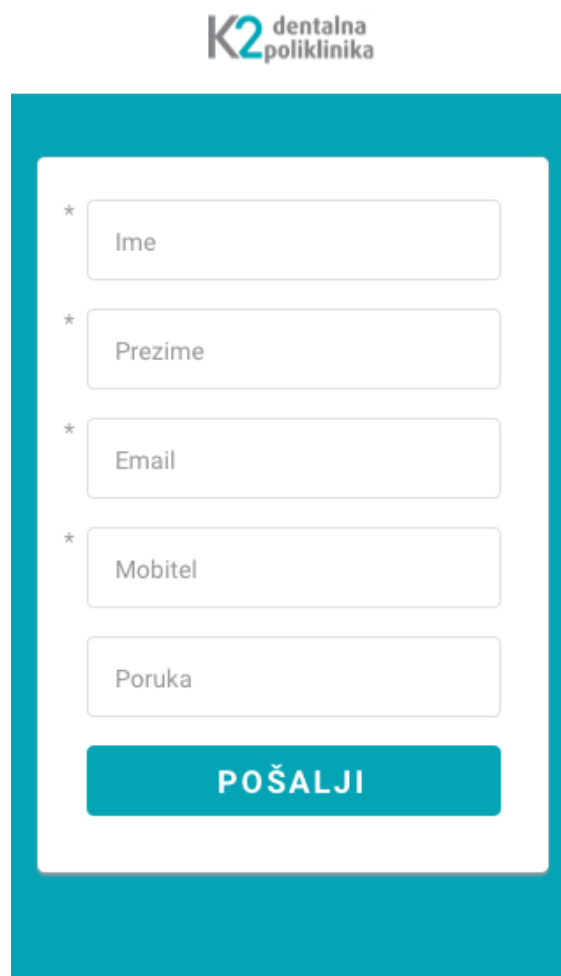 K2 dentalna
poliklinika
* Ime
* Prezime
* Email
* Mobitel
Poruka
POŠALJI